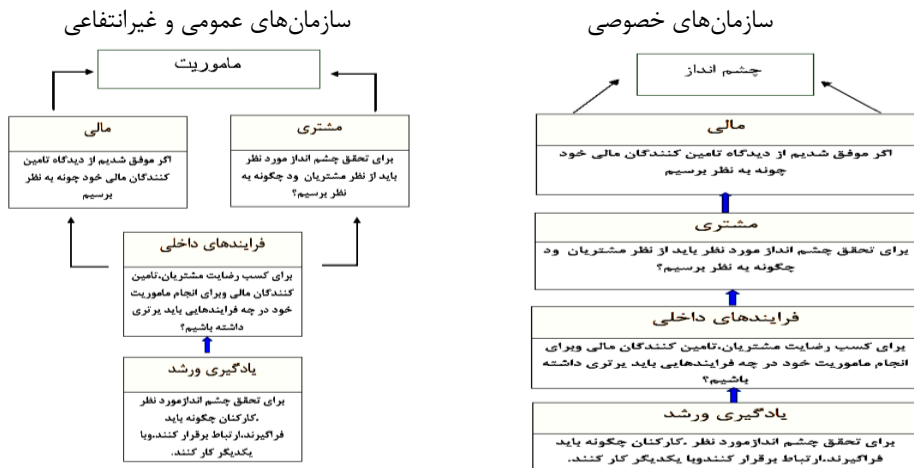 سازمان‌های خصوصی
چشم انداز
مالی
اگر موفق شدیم از دیدگاه تامین کنندگان مالی خود
چونه به نظر برسیم
مشتری
برای تحقق چشم انداز مورد نظر باید از نظر مشتریان ود
چگونه به نظر برسیم؟
فرایندهای داخلی
برای کسب رضایت مشتریان،تامین کنندگان مالی وبرای
انجام ماموریت خود در چه فرایندهایی باید برتری داشته
باشیم؟
یادگیری ورشد
برای تحقق چشم اندازمورد نظر ،کارکنان چگونه باید
فراگیرند،ارتباط برقرار کنند،وبا یکدیگر کار کنند.
سازمان‌های عمومی و غیرانتفاعی
ماموریت
مشتری
برای تحقق چشم انداز مورد نظر
باید از نظر مشتریان ود چگونه به
نظر برسیم؟
مالی
اگر موفق شدیم از دیدگاه تامین
کنندگان مالی خود چونه به نظر
برسیم
فرایندهای داخلی
برای کسب رضایت مشتریان،تامین
کنندگان مالی وبرای انجام ماموریت
خود در چه فرایندهایی باید برتری
داشته باشیم؟
یادگیری ورشد
برای تحقق چشم اندازمورد نظر
،کارکنان چگونه باید
فراگیرند،ارتباط برقرار کنند،وبا
یکدیگر کار کنند.